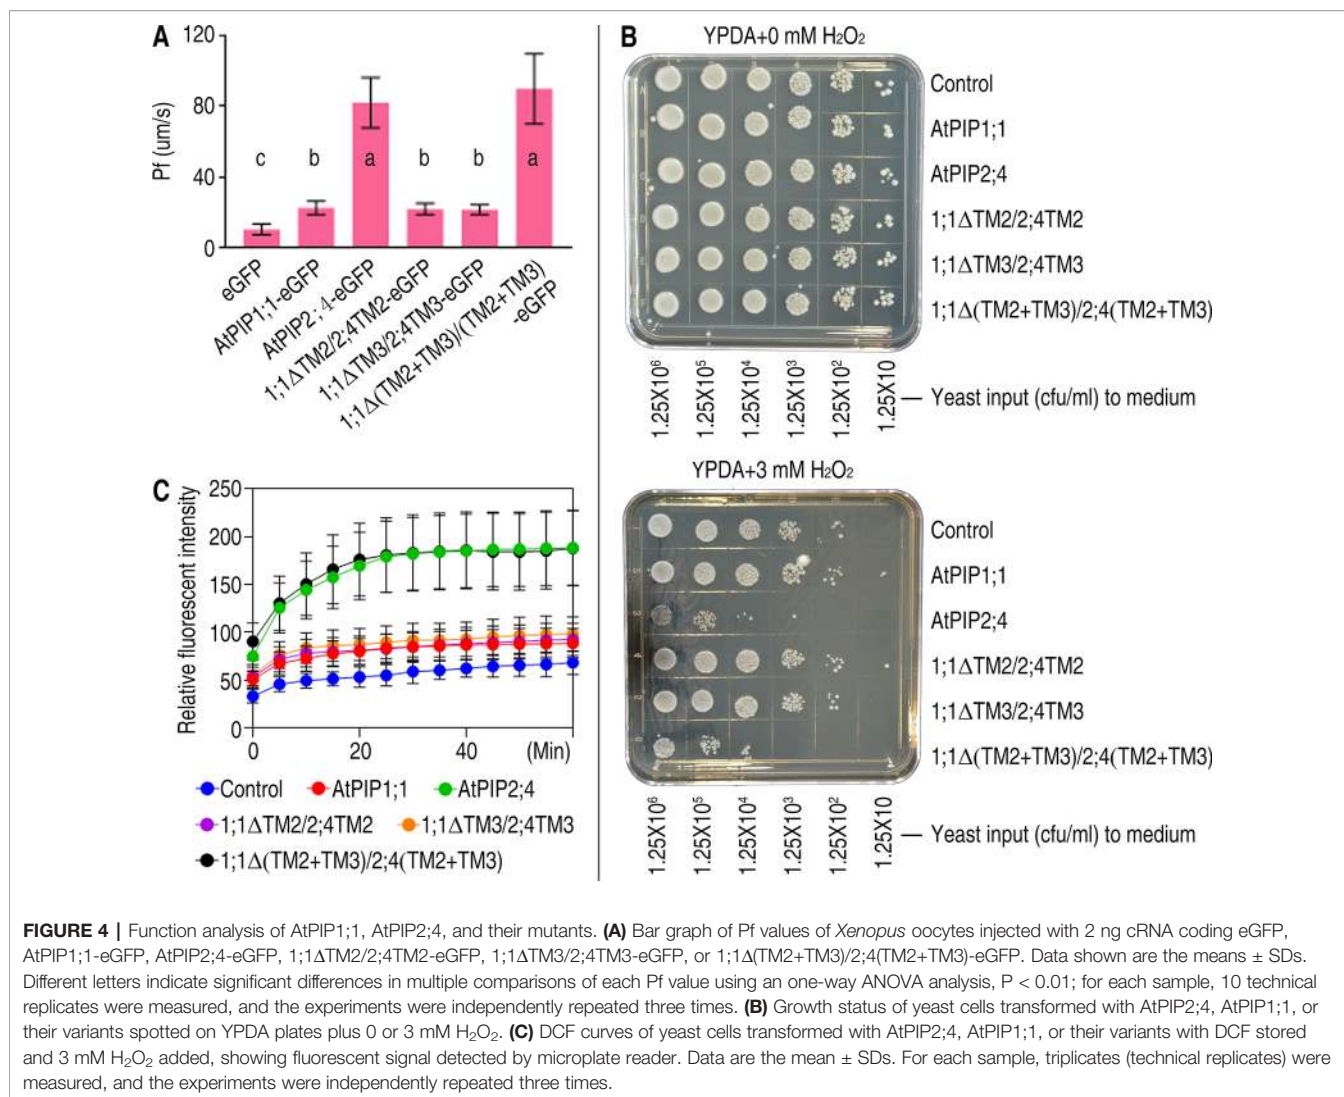 A
120
80
40
0
Pf (um/s)
c
b
a
b
b
a
eGFP
AtPIP1;1-eGFP
AtPIP2;4-eGFP
1;1ΔTM2/2;4TM2-eGFP
1;1ΔTM3/2;4TM3-eGFP
1;1Δ(TM2+TM3)/(TM2+TM3)
-eGFP
B
YPDA+0 mM H₂O₂
Control
AtPIP1;1
AtPIP2;4
1;1ΔTM2/2;4TM2
1;1ΔTM3/2;4TM3
1;1Δ(TM2+TM3)/2;4(TM2+TM3)
1.25X10⁶
1.25X10⁵
1.25X10⁴
1.25X10³
1.25X10²
1.25X10
— Yeast input (cfu/ml) to medium
YPDA+3 mM H₂O₂
Control
AtPIP1;1
AtPIP2;4
1;1ΔTM2/2;4TM2
1;1ΔTM3/2;4TM3
1;1Δ(TM2+TM3)/2;4(TM2+TM3)
1.25X10⁶
1.25X10⁵
1.25X10⁴
1.25X10³
1.25X10²
1.25X10
— Yeast input (cfu/ml) to medium
C
Relative fluorescent intensity
250
200
150
100
50
0
0
20
40
(Min)
Control
AtPIP1;1
AtPIP2;4
1;1ΔTM2/2;4TM2
1;1ΔTM3/2;4TM3
1;1Δ(TM2+TM3)/2;4(TM2+TM3)
FIGURE 4 | Function analysis of AtPIP1;1, AtPIP2;4, and their mutants. (A) Bar graph of Pf values of Xenopus oocytes injected with 2 ng cRNA coding eGFP,
AtPIP1;1-eGFP, AtPIP2;4-eGFP, 1;1ΔTM2/2;4TM2-eGFP, 1;1ΔTM3/2;4TM3-eGFP, or 1;1Δ(TM2+TM3)/2;4(TM2+TM3)-eGFP. Data shown are the means ± SDs.
Different letters indicate significant differences in multiple comparisons of each Pf value using an one-way ANOVA analysis, P < 0.01; for each sample, 10 technical
replicates were measured, and the experiments were independently repeated three times. (B) Growth status of yeast cells transformed with AtPIP2;4, AtPIP1;1, or
their variants spotted on YPDA plates plus 0 or 3 mM H₂O₂. (C) DCF curves of yeast cells transformed with AtPIP2;4, AtPIP1;1, or their variants with DCF stored
and 3 mM H₂O₂ added, showing fluorescent signal detected by microplate reader. Data are the mean ± SDs. For each sample, triplicates (technical replicates) were
measured, and the experiments were independently repeated three times.